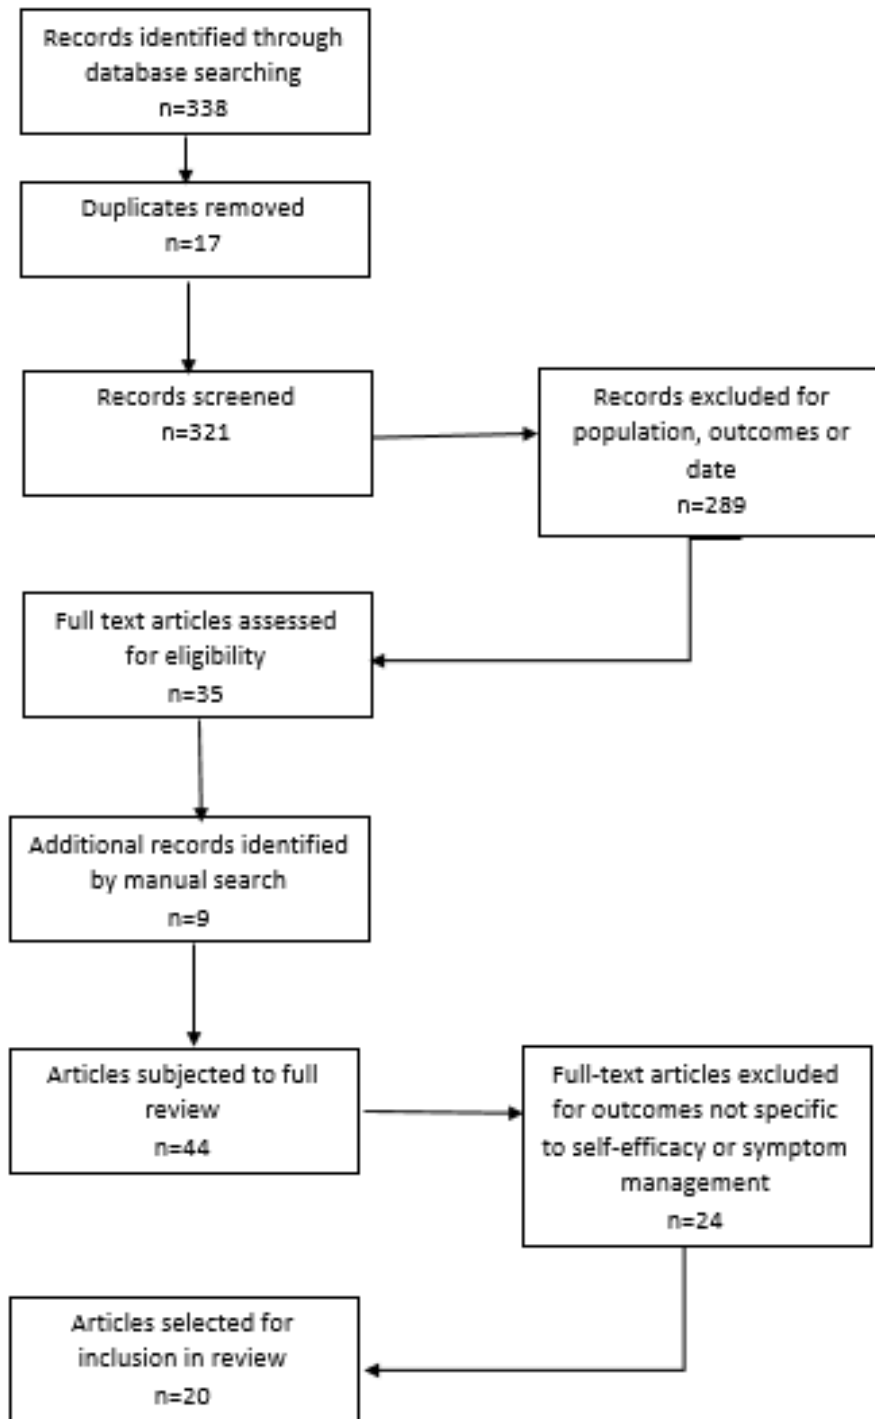 Records identified through
database searching
n=338
Duplicates removed
n=17
Records screened
n=321
Records excluded for
population, outcomes or
date
n=289
Full text articles assessed
for eligibility
n=35
Additional records identified
by manual search
n=9
Articles subjected to full
review
n=44
Full-text articles excluded
for outcomes not specific
to self-efficacy or symptom
management
n=24
Articles selected for
inclusion in review
n=20